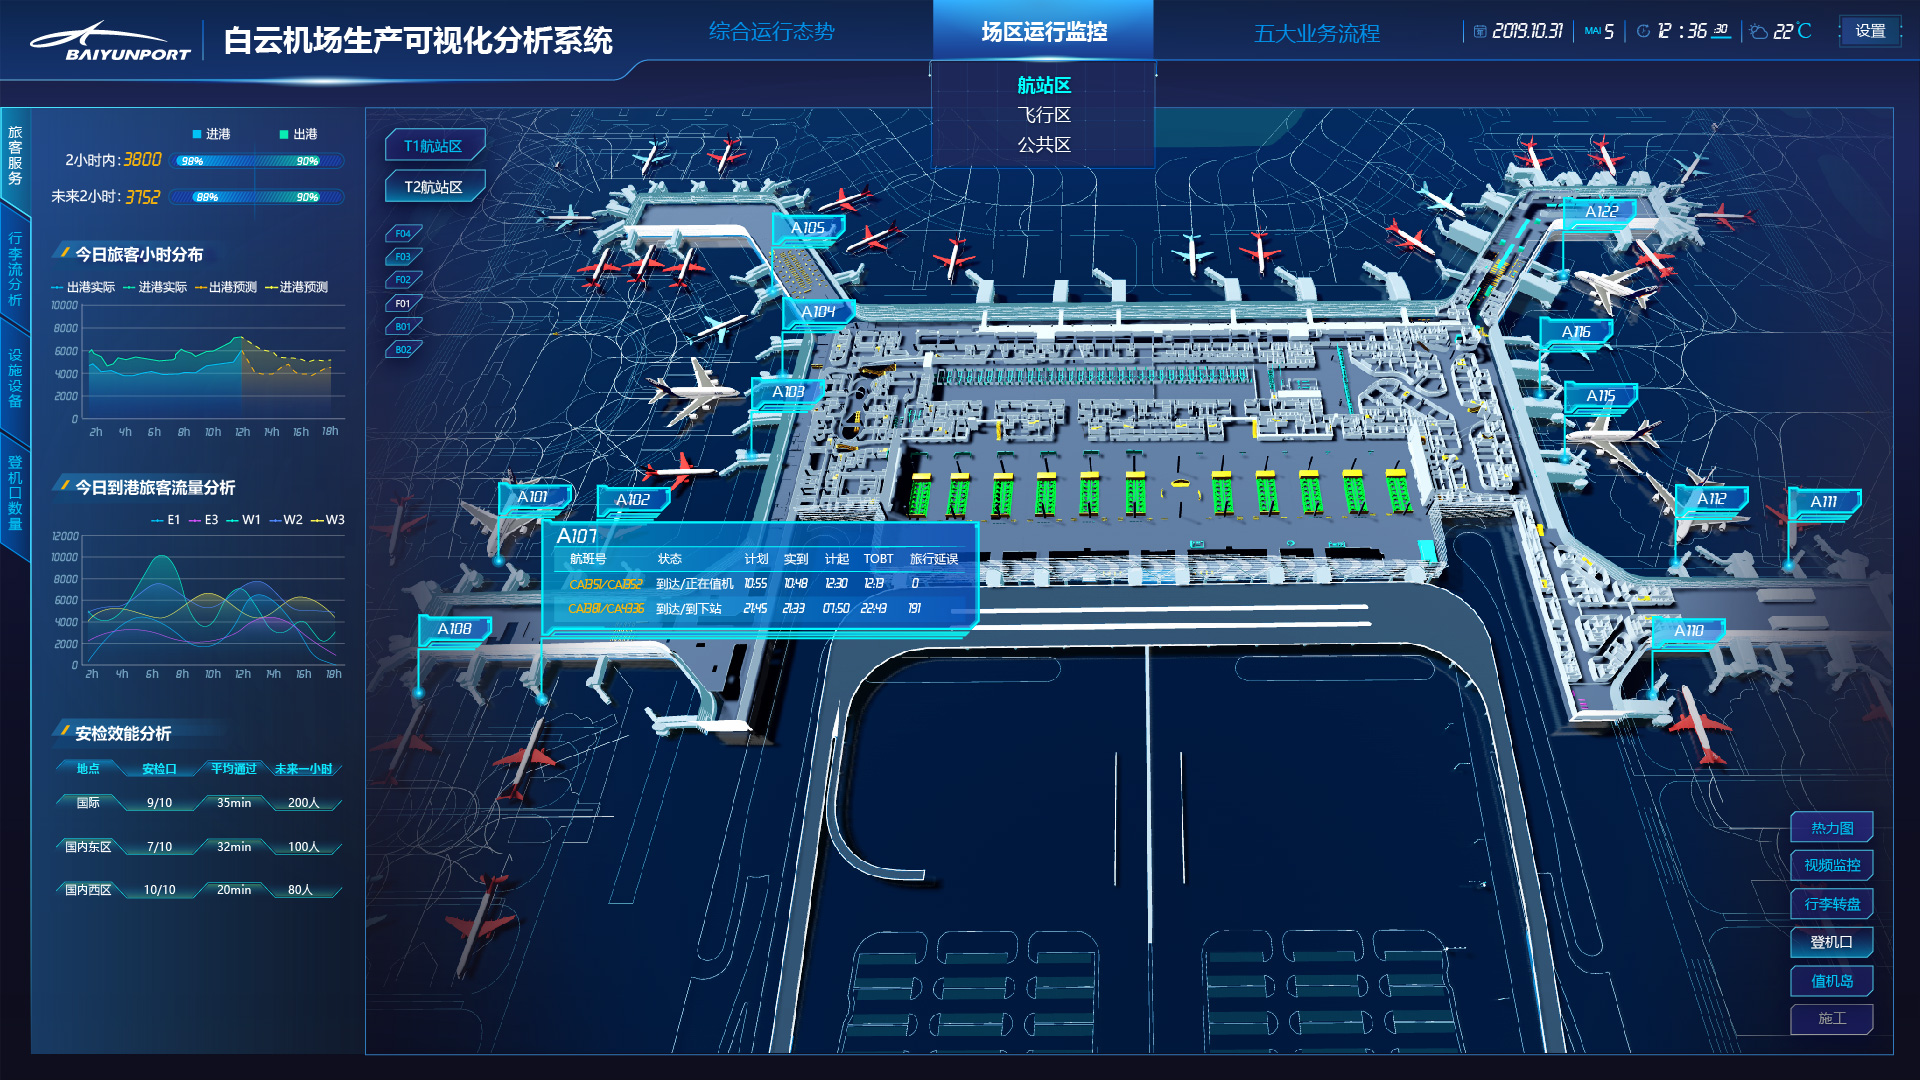 BAIYUNPORT
白云机场生产可视化分析系统
综合运行态势
场区运行监控
五大业务流程
2019.10.31
MAI 5
12:36:30
22℃
设置
航站区
飞行区
公共区
旅客服务
行李流分析
设施设备
登机口数量
进港 出港
2小时内:3800 98% 90%
未来2小时:3752 88% 90%
今日旅客小时分布
出港实际 进港实际 出港预测 进港预测
10000
8000
6000
4000
2000
0
2h 4h 6h 8h 10h 12h 14h 16h 18h
今日到港旅客流量分析
E1 E3 W1 W2 W3
12000
10000
8000
6000
4000
2000
0
2h 4h 6h 8h 10h 12h 14h 16h 18h
安检效能分析
地点 安检口 平均通过 未来一小时
国际 9/10 35min 200人
国内东区 7/10 32min 100人
国内西区 10/10 20min 80人
T1航站区
T2航站区
F04
F03
F02
F01
B01
B02
A105
A104
A103
A101
A102
A108
A122
A116
A115
A112
A111
A110
A107
航班号 状态 计划 实到 计起 TOBT 旅行延误
CA1351/CA1352 到达/正在值机 10:55 10:48 12:30 12:13 0
CA1381/CA4336 到达/到下站 21:45 21:33 07:50 22:43 191
热力图
视频监控
行李转盘
登机口
值机岛
施工